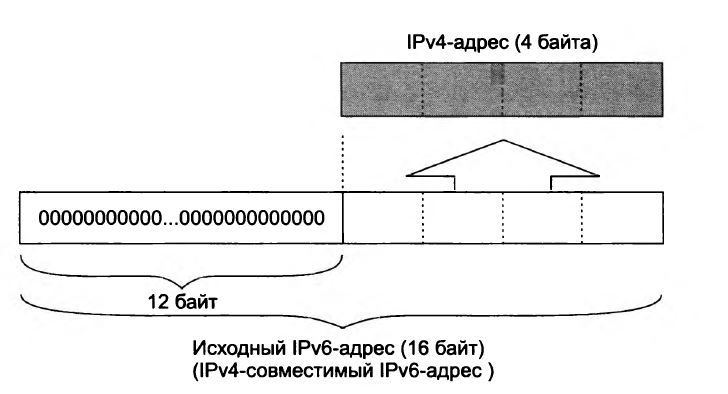 IPv4-адрес (4 байта)
00000000000...0000000000000
12 байт
Исходный IPv6-адрес (16 байт)
(IPv4-совместимый IPv6-адрес )